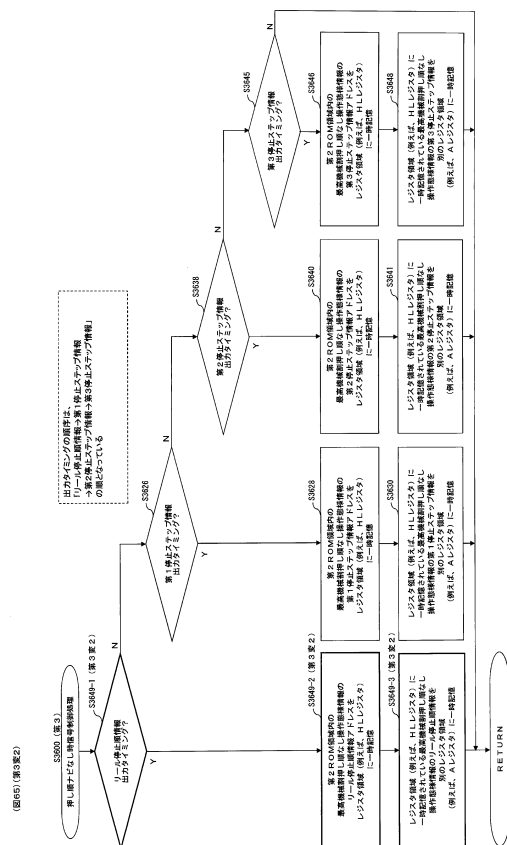 (図65)(第3変2)
S3600 (第3)
押し順ナビなし時信号制御処理
出力タイミングの順序は、
「リール停止順情報→第1停止ステップ情報
→第2停止ステップ情報→第3停止ステップ情報」
の順となっている
S3649-1 (第3変2)
リール停止順情報
出力タイミング?
N
Y
S3649-2 (第3変2)
第2ROM領域内の
最高機械割押し順なし操作態様情報の
リール停止順情報アドレスを
レジスタ領域 (例えば、HLレジスタ)
に一時記憶
S3649-3 (第3変2)
レジスタ領域 (例えば、HLレジスタ) に
一時記憶されている最高機械割押し順なし
操作態様情報のリール停止順情報を
別のレジスタ領域
(例えば、Aレジスタ) に一時記憶
S3626
第1停止ステップ情報
出力タイミング?
N
Y
S3628
第2ROM領域内の
最高機械割押し順なし操作態様情報の
第1停止ステップ情報アドレスを
レジスタ領域 (例えば、HLレジスタ)
に一時記憶
S3630
レジスタ領域 (例えば、HLレジスタ) に
一時記憶されている最高機械割押し順なし
操作態様情報の第1停止ステップ情報を
別のレジスタ領域
(例えば、Aレジスタ) に一時記憶
S3638
第2停止ステップ情報
出力タイミング?
N
Y
S3640
第2ROM領域内の
最高機械割押し順なし操作態様情報の
第2停止ステップ情報アドレスを
レジスタ領域 (例えば、HLレジスタ)
に一時記憶
S3641
レジスタ領域 (例えば、HLレジスタ) に
一時記憶されている最高機械割押し順なし
操作態様情報の第2停止ステップ情報を
別のレジスタ領域
(例えば、Aレジスタ) に一時記憶
S3645
第3停止ステップ情報
出力タイミング?
N
Y
S3646
第2ROM領域内の
最高機械割押し順なし操作態様情報の
第3停止ステップ情報アドレスを
レジスタ領域 (例えば、HLレジスタ)
に一時記憶
S3648
レジスタ領域 (例えば、HLレジスタ) に
一時記憶されている最高機械割押し順なし
操作態様情報の第3停止ステップ情報を
別のレジスタ領域
(例えば、Aレジスタ) に一時記憶
RETURN